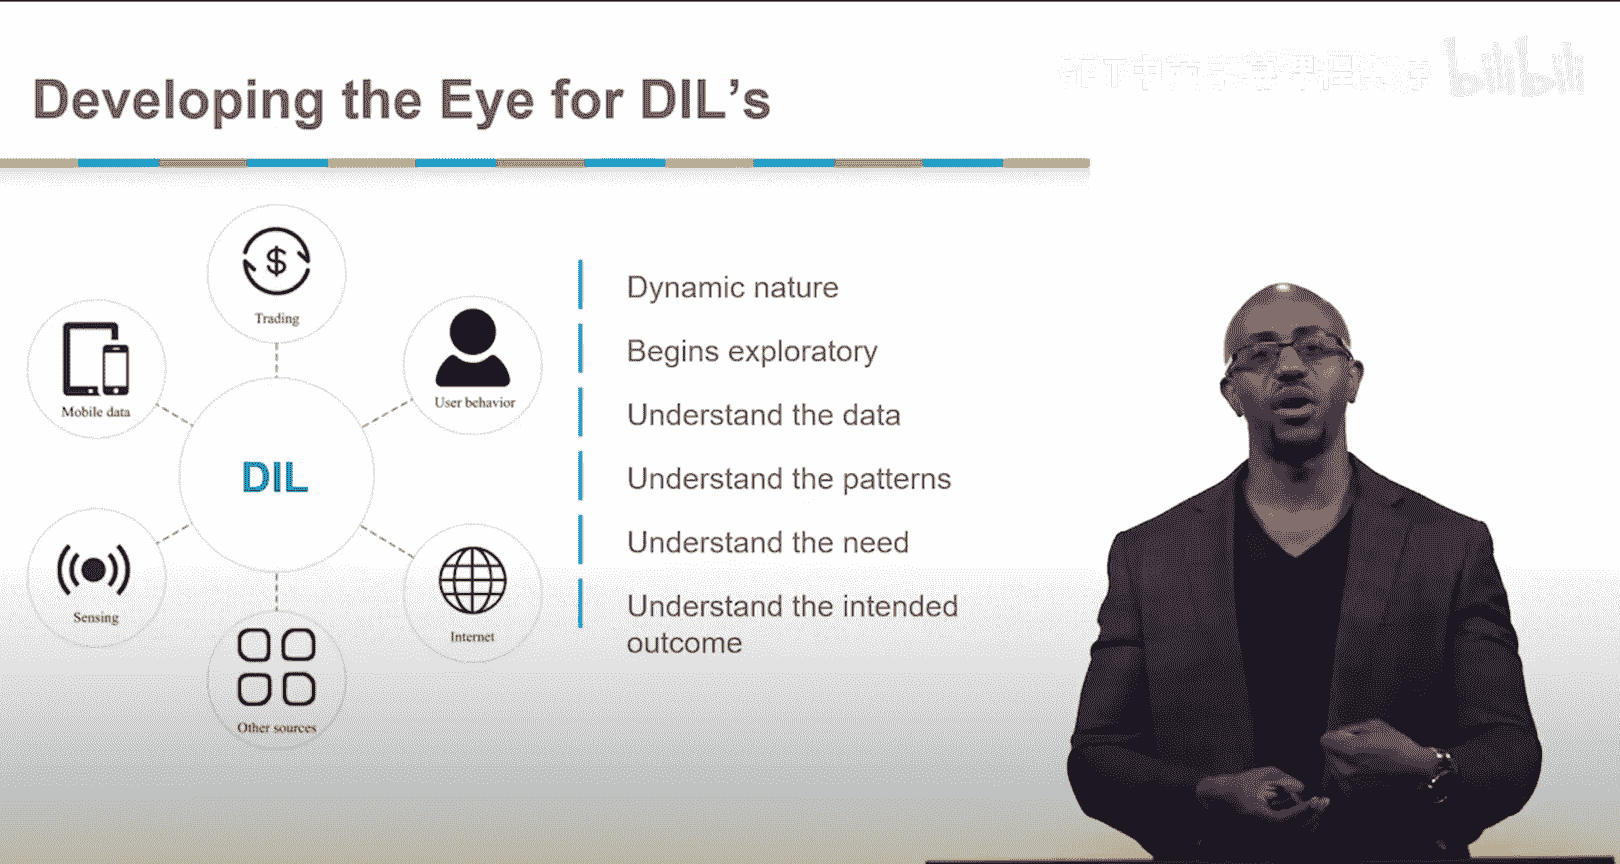 Developing the Eye for DIL's
bilibili
Trading
Mobile data
User behavior
DIL
Sensing
Internet
Other sources
Dynamic nature
Begins exploratory
Understand the data
Understand the patterns
Understand the need
Understand the intended
outcome